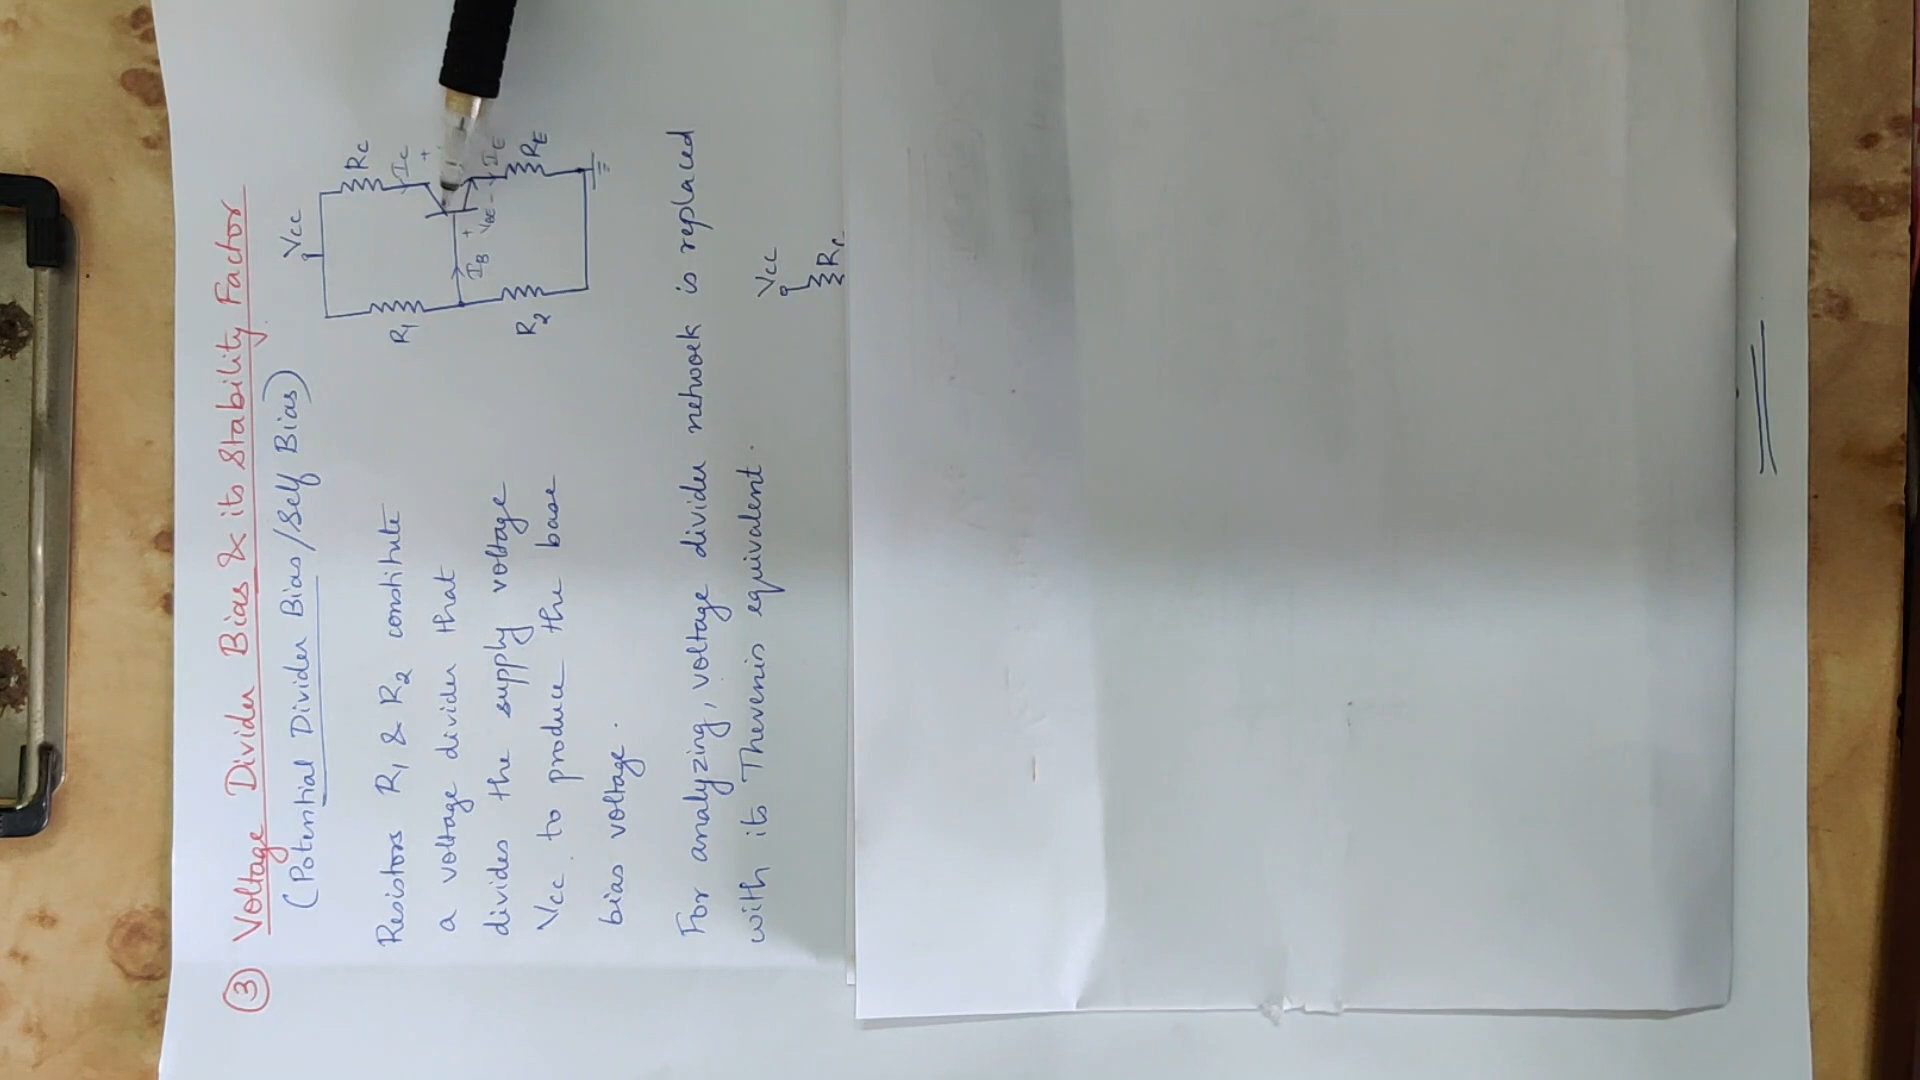 ③ Voltage Divider Bias & its Stability Factor
(Potential Divider Bias/Self Bias)
Resistors R1 & R2 constitute
a voltage divider that
divides the supply voltage
Vcc to produce the base
bias voltage.
Vcc
RC
IC
+
R1
IB
+
VBE
-
IE
R2
RE
For analyzing, voltage divider network is replaced
with its Thevenis equivalent.
Vcc